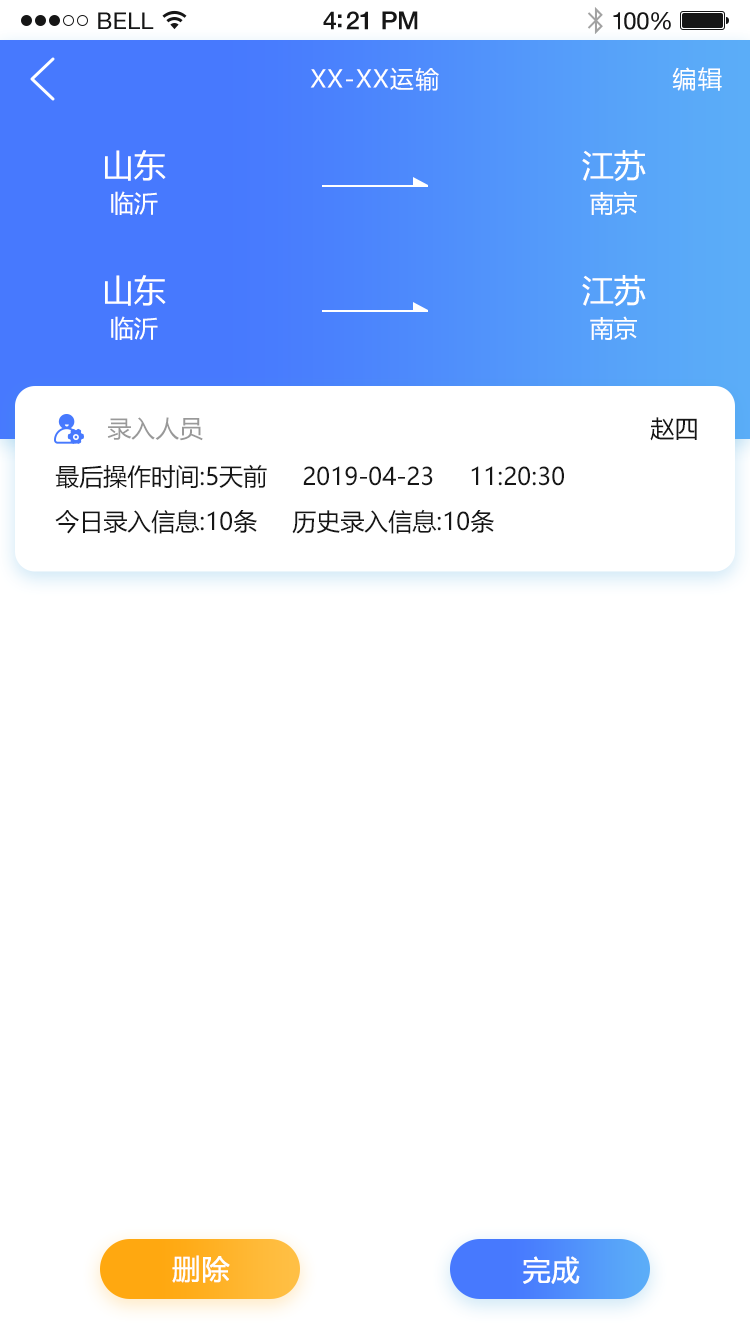 BELL 4:21 PM 100%
XX-XX运输 编辑
山东 江苏
临沂 南京
山东 江苏
临沂 南京
录入人员 赵四
最后操作时间:5天前 2019-04-23 11:20:30
今日录入信息:10条 历史录入信息:10条
删除 完成